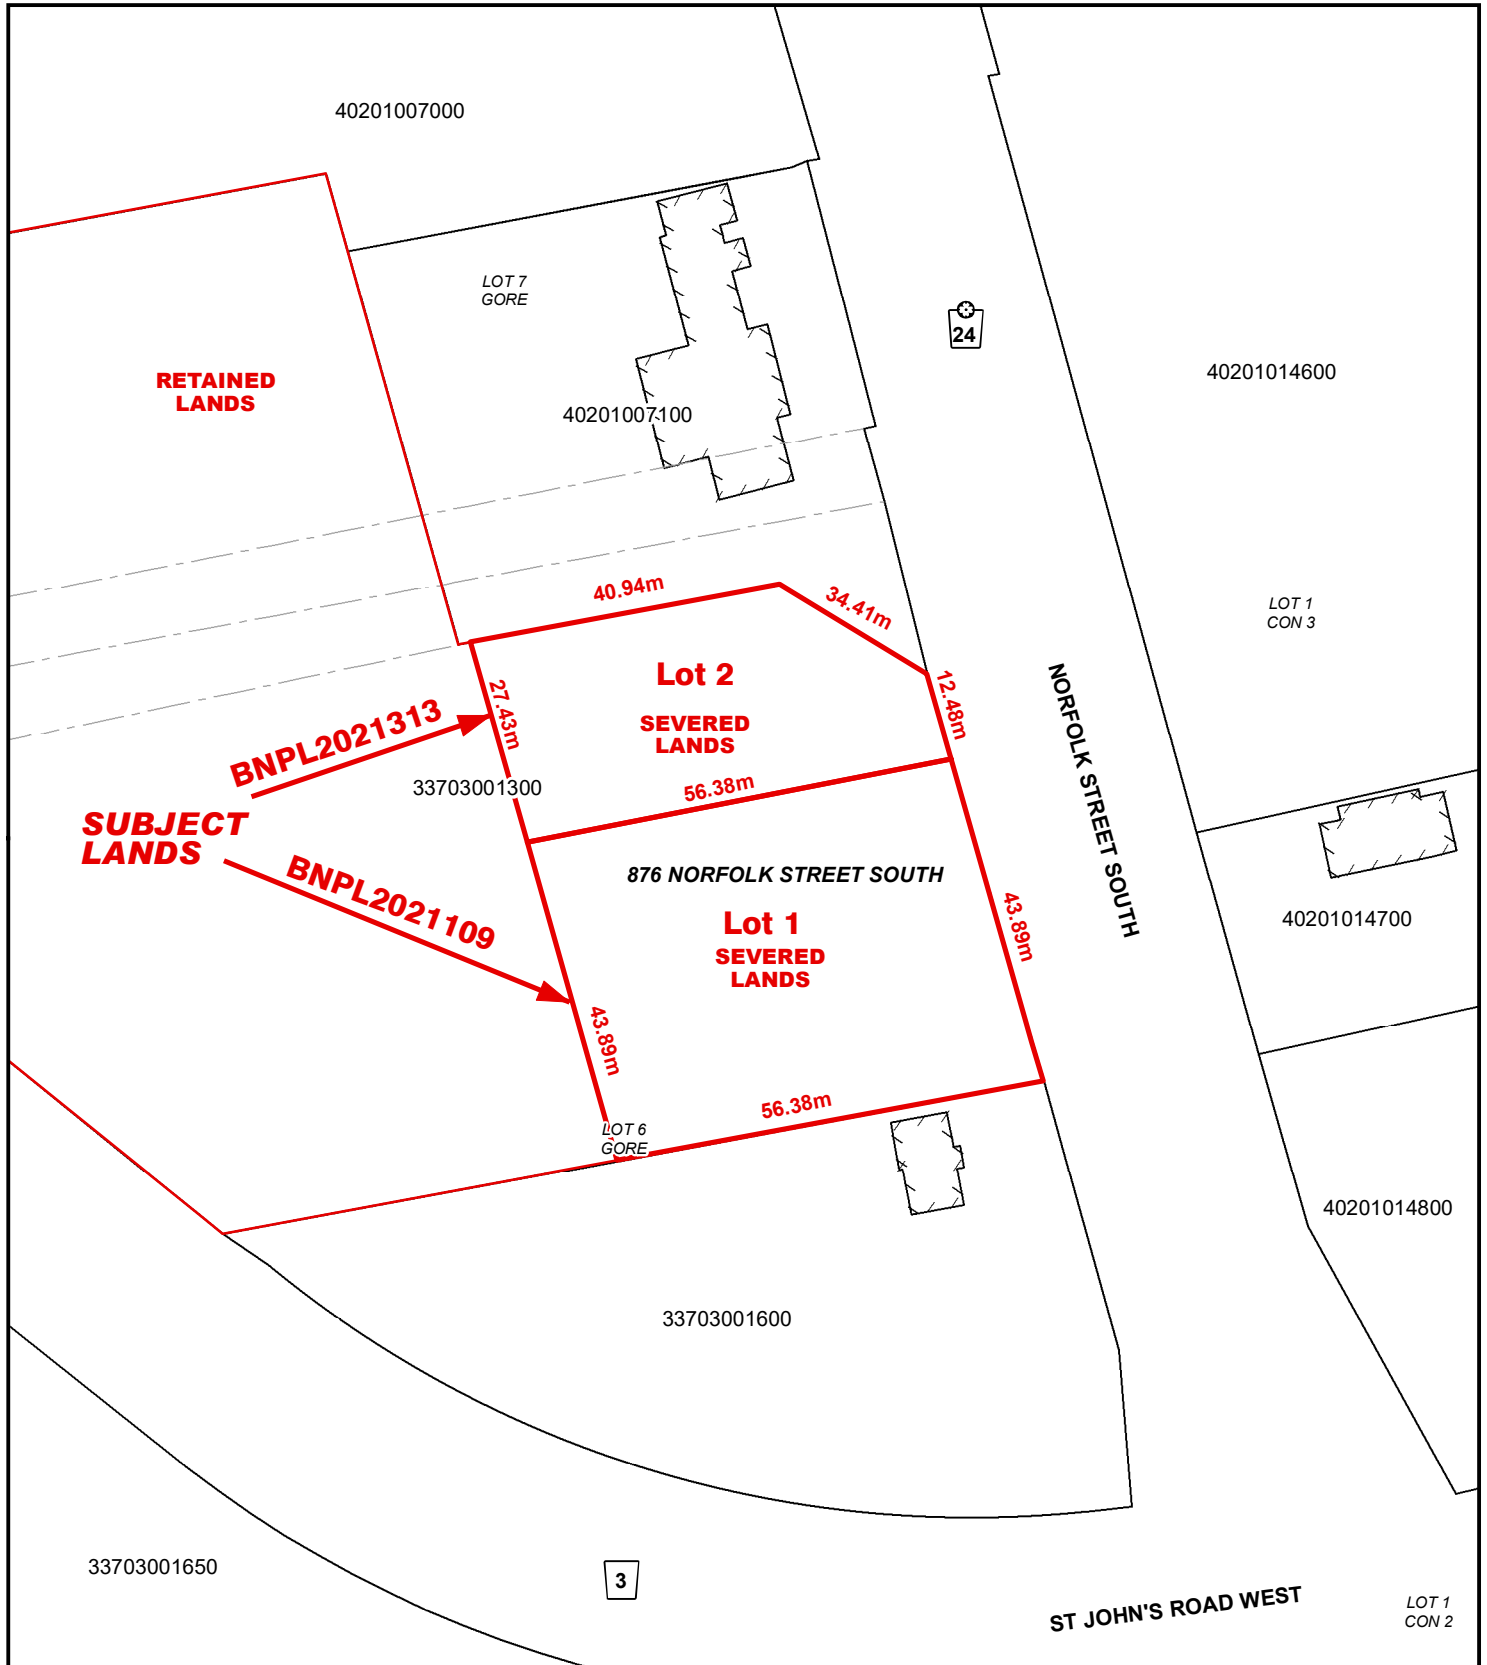 40201007000
LOT 7
GORE
24
RETAINED
LANDS
40201007100
40201014600
40.94m
34.41m
LOT 1
CON 3
Lot 2
27.43m
12.48m
SEVERED
LANDS
NORFOLK STREET SOUTH
BNPL2021313
33703001300
56.38m
SUBJECT
LANDS
876 NORFOLK STREET SOUTH
BNPL2021109
Lot 1
43.89m
40201014700
SEVERED
LANDS
43.89m
56.38m
LOT 6
GORE
40201014800
33703001600
33703001650
3
ST JOHN'S ROAD WEST
LOT 1
CON 2